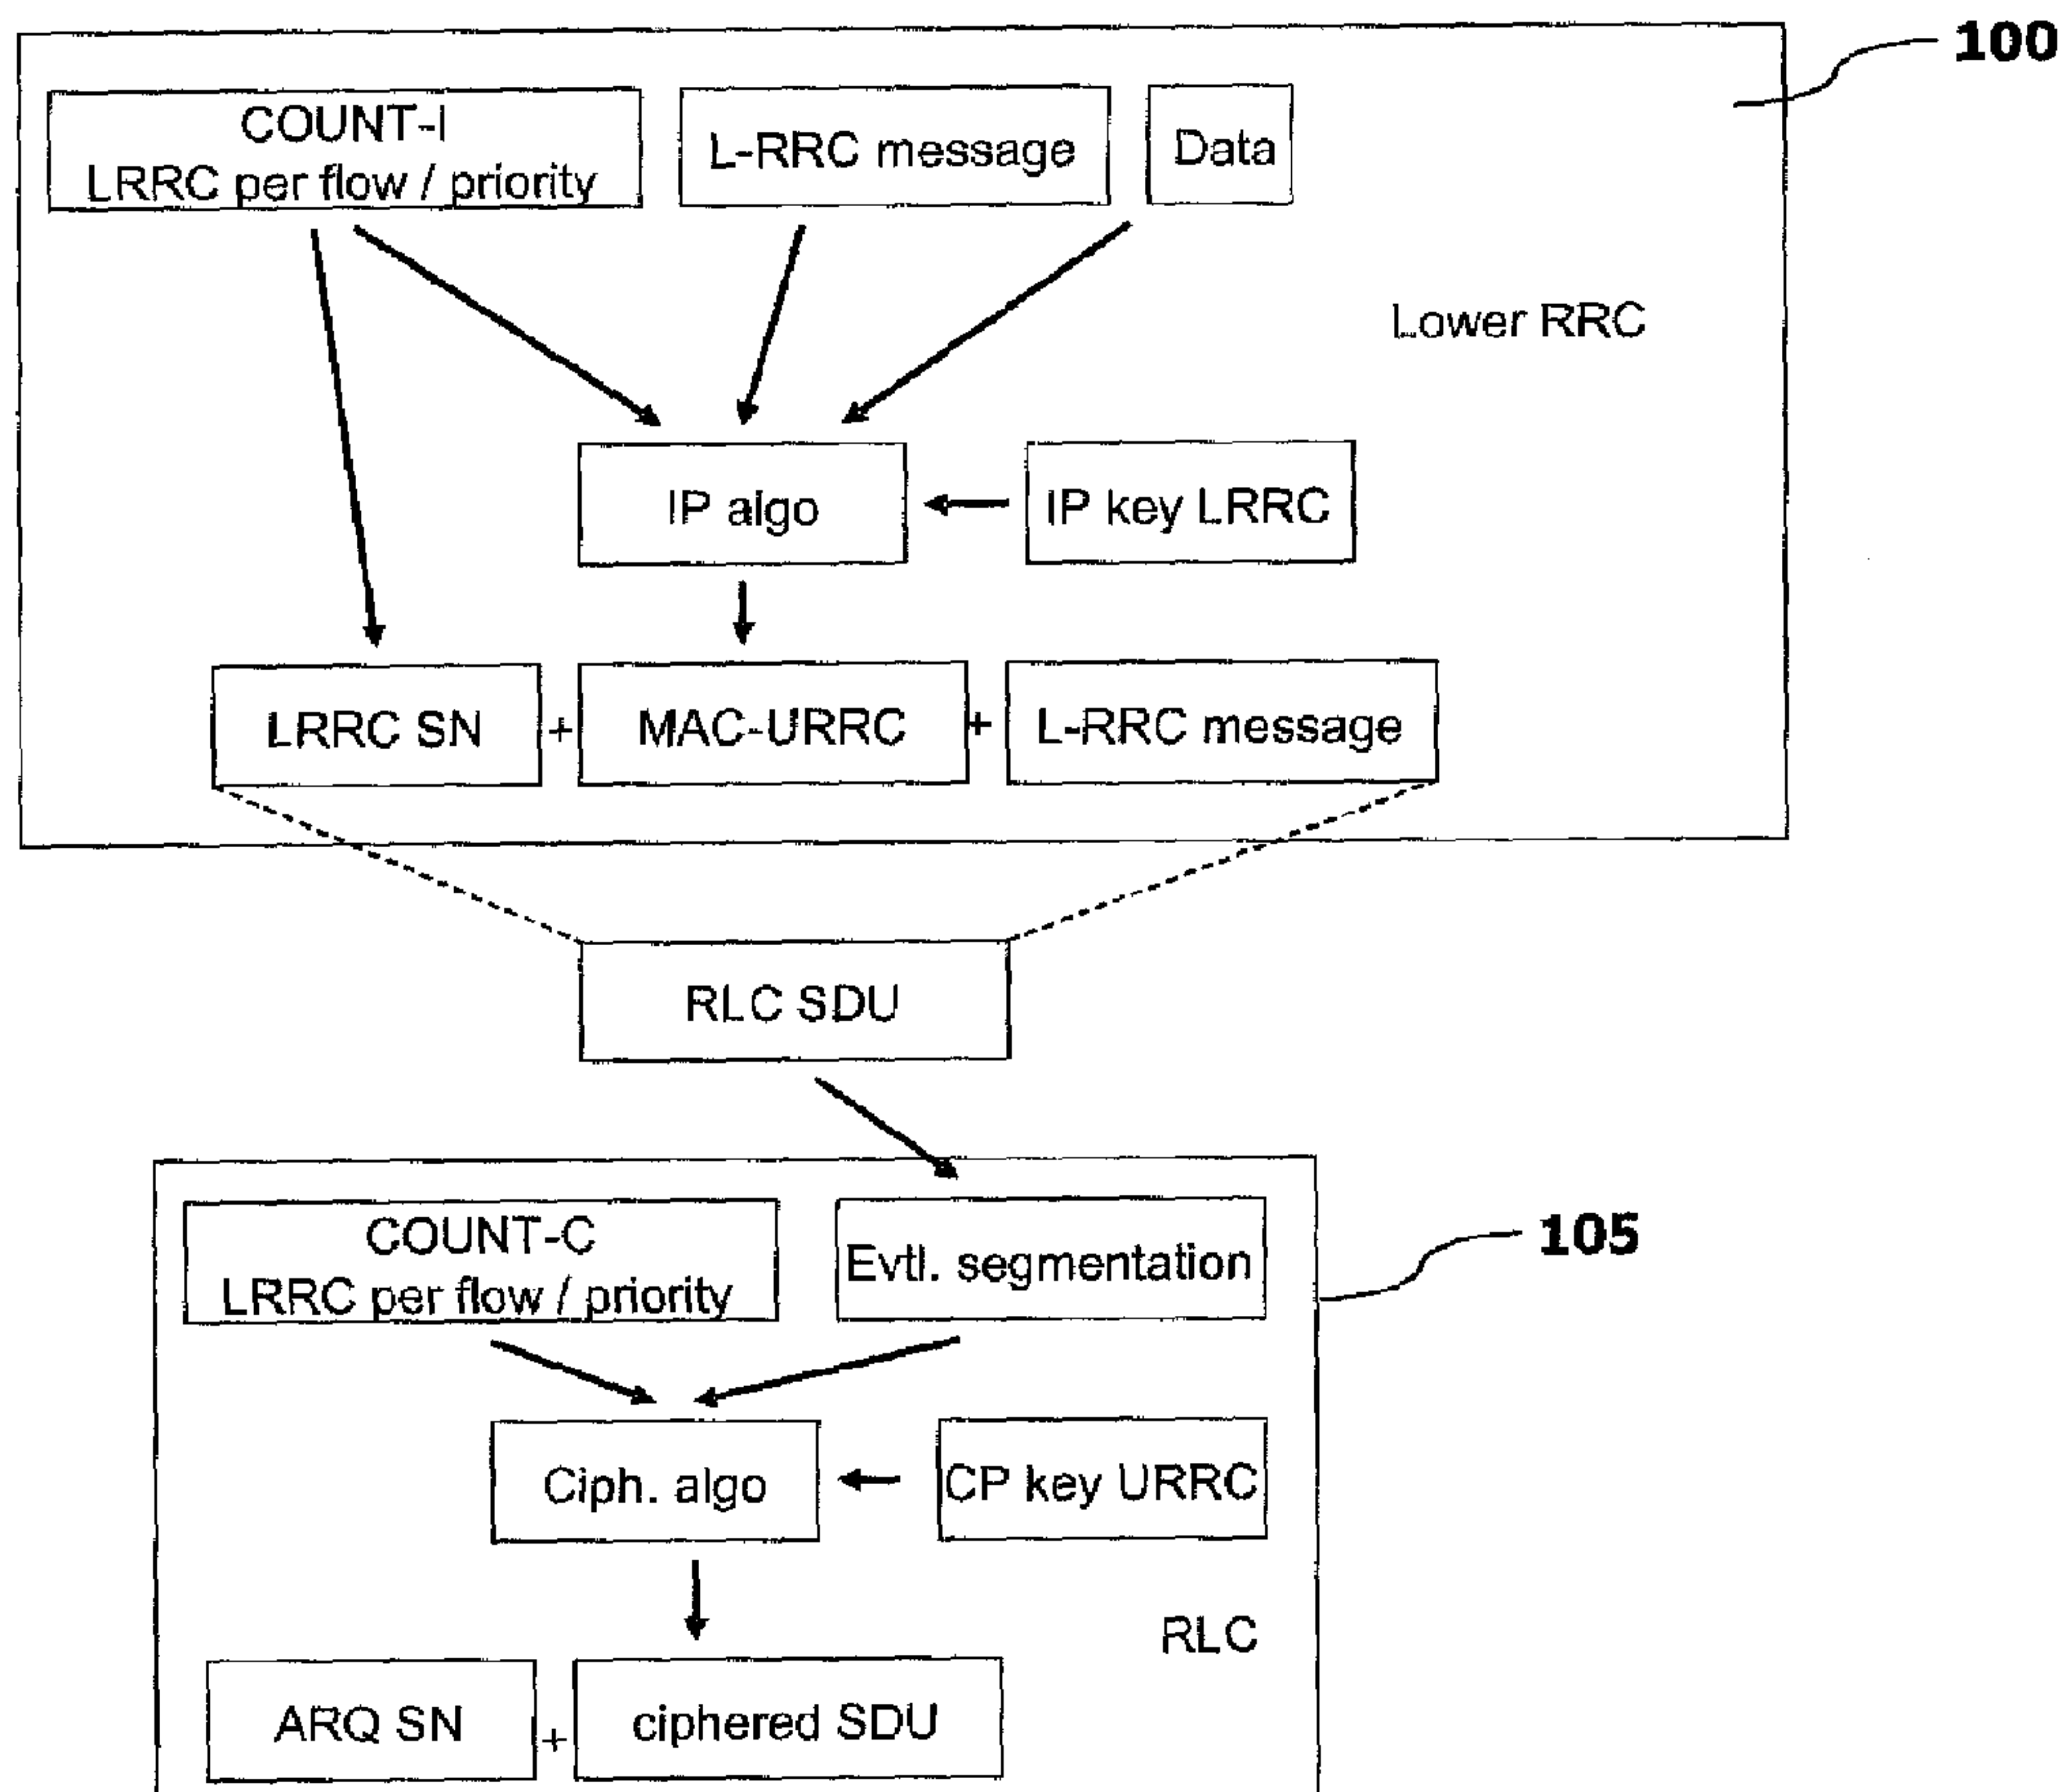 100
COUNT-I
LRRC per flow / priority
L-RRC message
Data
Lower RRC
IP algo
IP key LRRC
LRRC SN + MAC-URRC + L-RRC message
RLC SDU
COUNT-C
LRRC per flow / priority
Evtl. segmentation
105
Ciph. algo
CP key URRC
RLC
ARQ SN + ciphered SDU